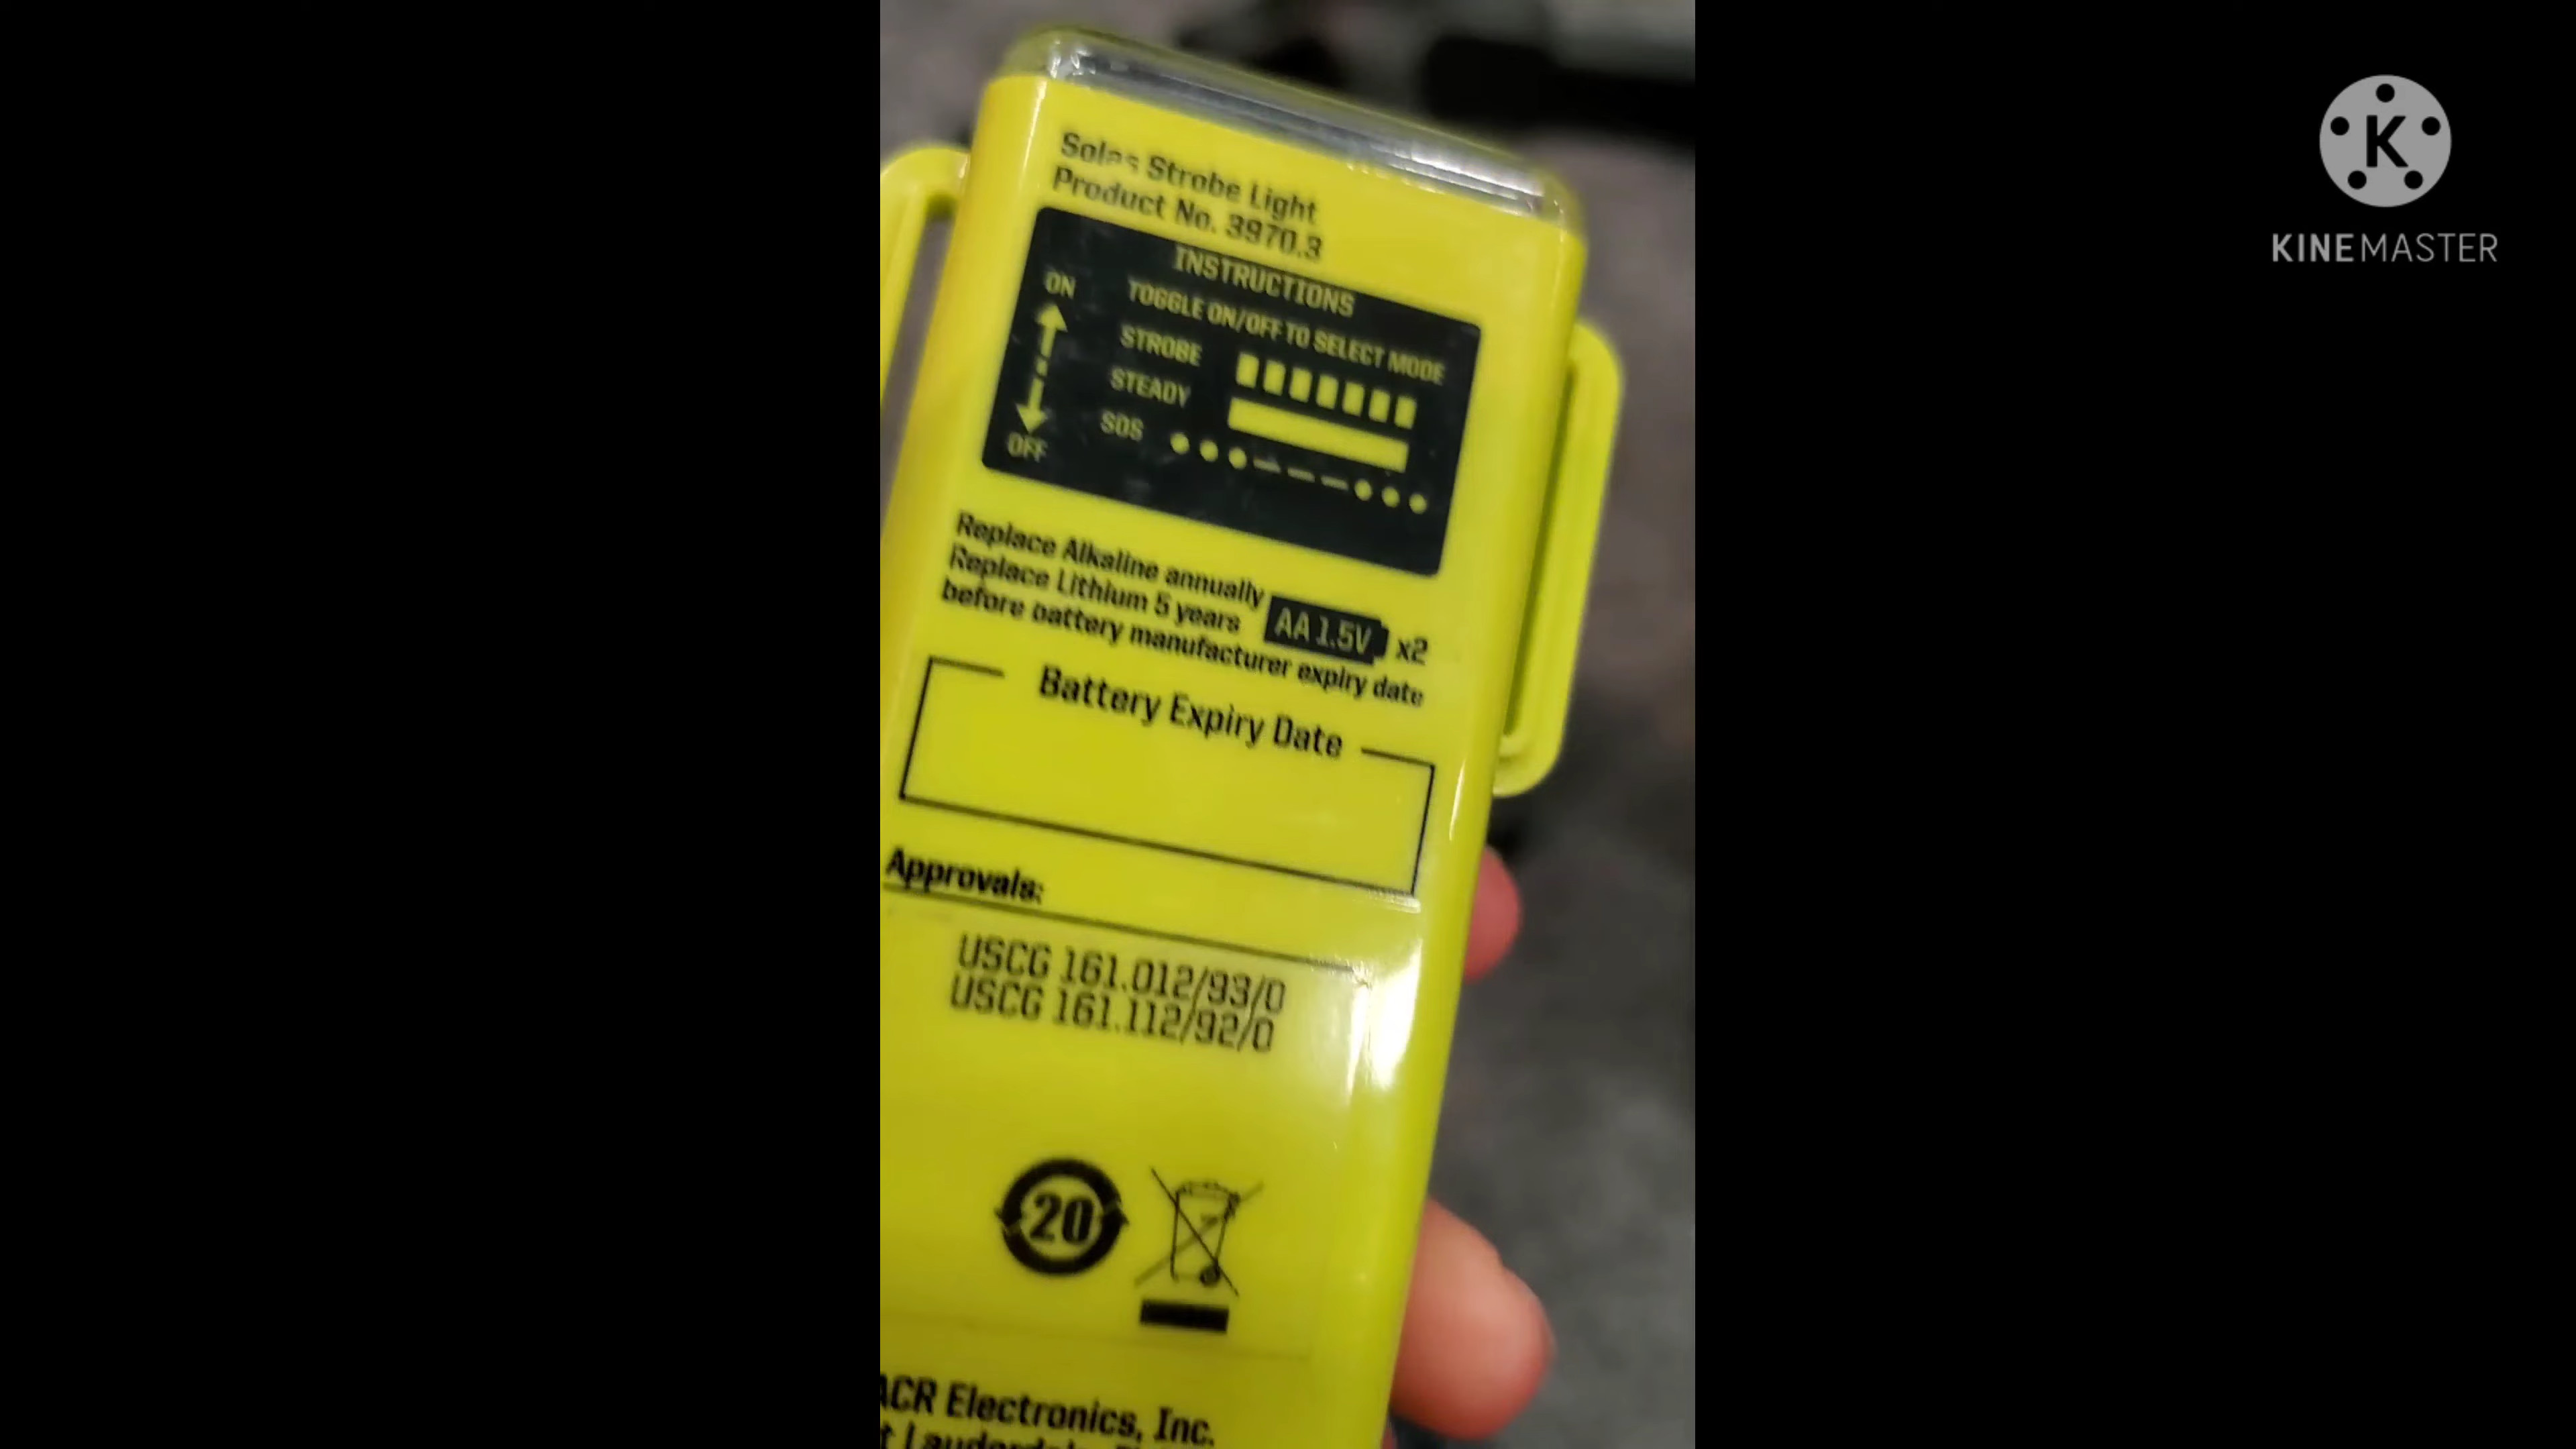 Solas Strobe Light
Product No. 3970.3
INSTRUCTIONS
ON
TOGGLE ON/OFF TO SELECT MODE
STROBE
STEADY
SOS
OFF
Replace Alkaline annually
Replace Lithium 5 years
before battery manufacturer expiry date
AA 1.5V x2
Battery Expiry Date
Approvals:
USCG 161.012/93/0
USCG 161.112/92/0
20
ACR Electronics, Inc.
K
KINEMASTER